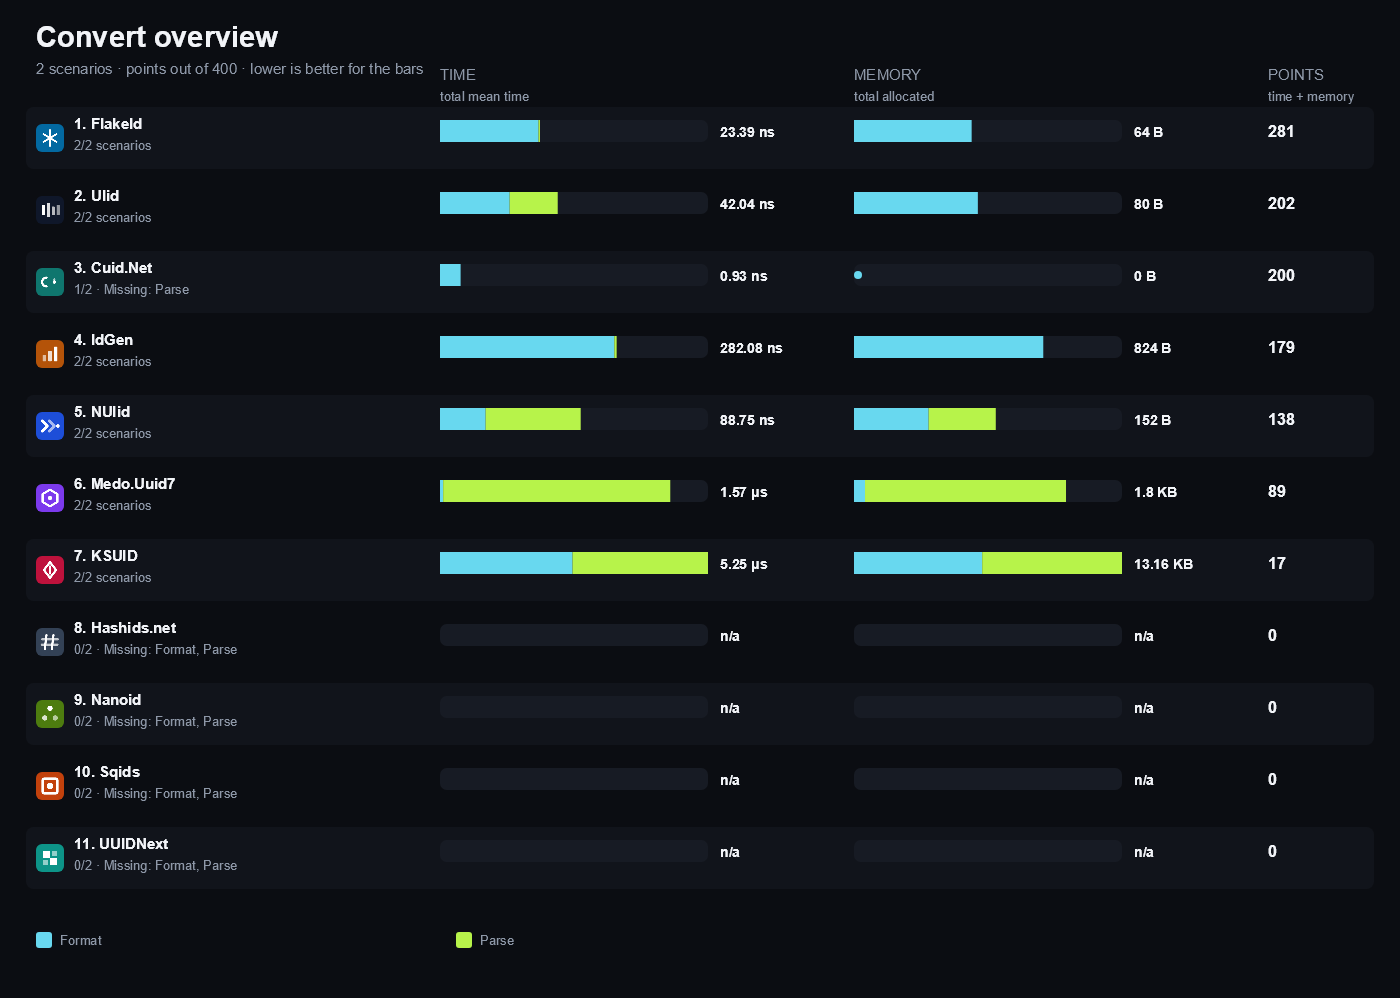 Convert overview
2 scenarios · points out of 400 · lower is better for the bars
TIME
total mean time
MEMORY
total allocated
POINTS
time + memory
1. FlakeId
2/2 scenarios
23.39 ns
64 B
281
2. Ulid
2/2 scenarios
42.04 ns
80 B
202
3. Cuid.Net
1/2 · Missing: Parse
0.93 ns
0 B
200
4. IdGen
2/2 scenarios
282.08 ns
824 B
179
5. NUlid
2/2 scenarios
88.75 ns
152 B
138
6. Medo.Uuid7
2/2 scenarios
1.57 µs
1.8 KB
89
7. KSUID
2/2 scenarios
5.25 µs
13.16 KB
17
8. Hashids.net
0/2 · Missing: Format, Parse
n/a
n/a
0
9. Nanoid
0/2 · Missing: Format, Parse
n/a
n/a
0
10. Sqids
0/2 · Missing: Format, Parse
n/a
n/a
0
11. UUIDNext
0/2 · Missing: Format, Parse
n/a
n/a
0
Format
Parse